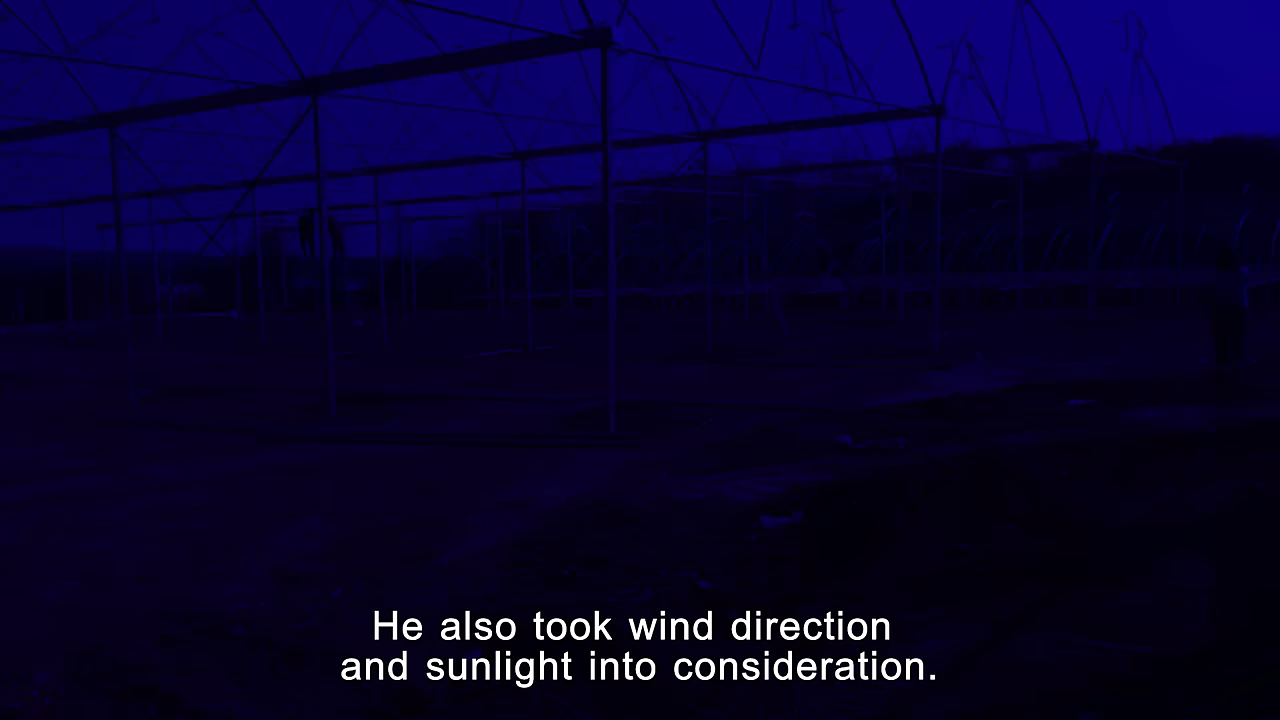 He also took wind direction
and sunlight into consideration.